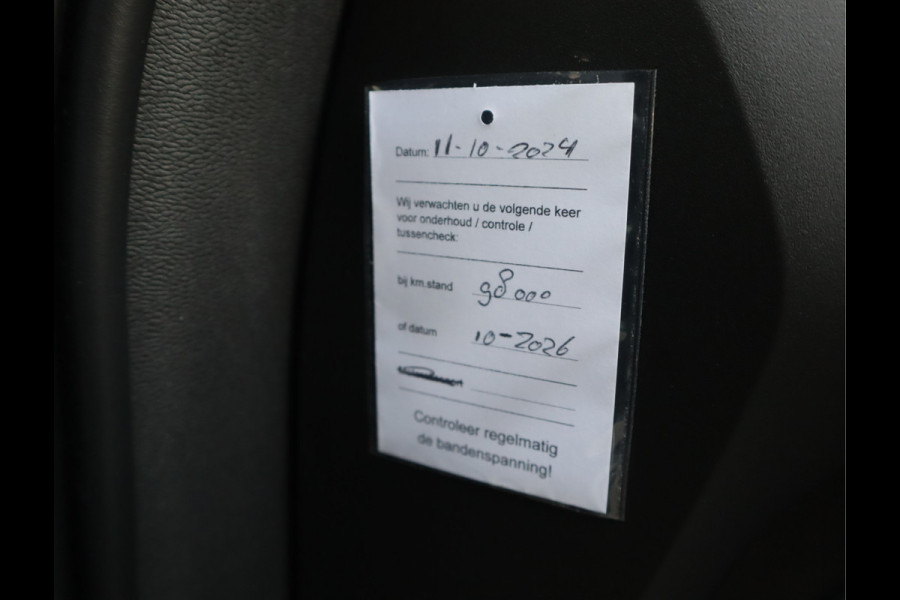 Datum: 11-10-2024
Wij verwachten u de volgende keer
voor onderhoud / controle /
tussencheck:
bij km.stand 98000
of datum 10-2026
Controleer regelmatig
de bandenspanning!